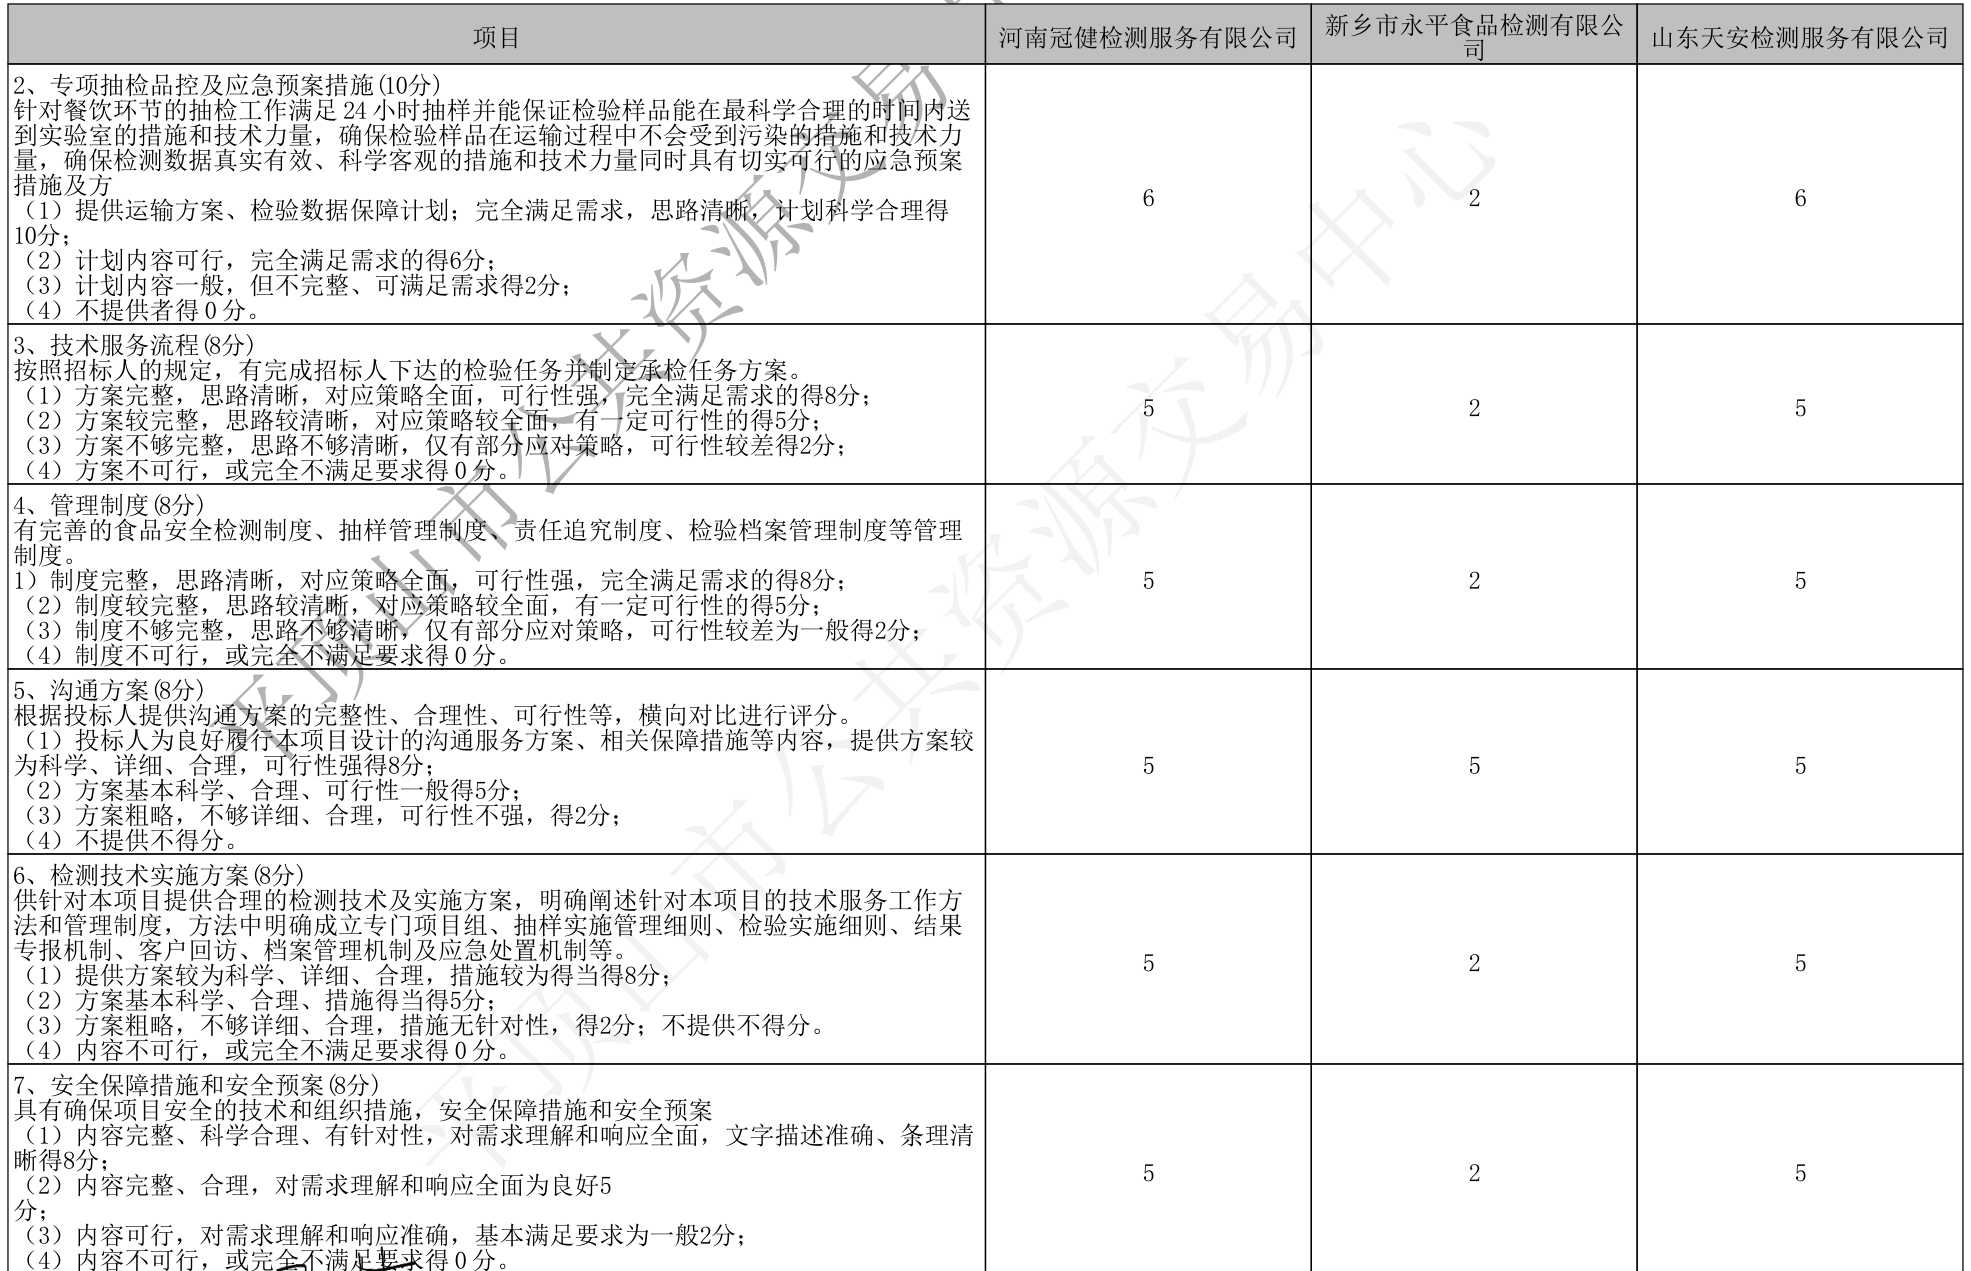 项目 河南冠健检测服务有限公司 新乡市永平食品检测有限公司 山东天安检测服务有限公司
2、专项抽检品控及应急预案措施(10分)
针对餐饮环节的抽检工作满足 24 小时抽样并能保证检验样品能在最科学合理的时间内送
到实验室的措施和技术力量，确保检验样品在运输过程中不会受到污染的措施和技术力
量，确保检测数据真实有效、科学客观的措施和技术力量同时具有切实可行的应急预案
措施及方
（1）提供运输方案、检验数据保障计划；完全满足需求，思路清晰，计划科学合理得
10分；
（2）计划内容可行，完全满足需求的得6分；
（3）计划内容一般，但不完整、可满足需求得2分；
（4）不提供者得 0 分。
6 2 6
3、技术服务流程(8分)
按照招标人的规定，有完成招标人下达的检验任务并制定承检任务方案。
（1）方案完整，思路清晰，对应策略全面，可行性强，完全满足需求的得8分；
（2）方案较完整，思路较清晰，对应策略较全面，有一定可行性的得5分；
（3）方案不够完整，思路不够清晰，仅有部分应对策略，可行性较差得2分；
（4）方案不可行，或完全不满足要求得 0 分。
5 2 5
4、管理制度(8分)
有完善的食品安全检测制度、抽样管理制度、责任追究制度、检验档案管理制度等管理
制度。
1）制度完整，思路清晰，对应策略全面，可行性强，完全满足需求的得8分；
（2）制度较完整，思路较清晰，对应策略较全面，有一定可行性的得5分；
（3）制度不够完整，思路不够清晰，仅有部分应对策略，可行性较差为一般得2分；
（4）制度不可行，或完全不满足要求得 0 分。
5 2 5
5、沟通方案(8分)
根据投标人提供沟通方案的完整性、合理性、可行性等，横向对比进行评分。
（1）投标人为良好履行本项目设计的沟通服务方案、相关保障措施等内容，提供方案较
为科学、详细、合理，可行性强得8分；
（2）方案基本科学、合理、可行性一般得5分；
（3）方案粗略，不够详细、合理，可行性不强，得2分；
（4）不提供不得分。
5 5 5
6、检测技术实施方案(8分)
供针对本项目提供合理的检测技术及实施方案，明确阐述针对本项目的技术服务工作方
法和管理制度，方法中明确成立专门项目组、抽样实施管理细则、检验实施细则、结果
专报机制、客户回访、档案管理机制及应急处置机制等。
（1）提供方案较为科学、详细、合理，措施较为得当得8分；
（2）方案基本科学、合理、措施得当得5分；
（3）方案粗略，不够详细、合理，措施无针对性，得2分；不提供不得分。
（4）内容不可行，或完全不满足要求得 0 分。
5 2 5
7、安全保障措施和安全预案(8分)
具有确保项目安全的技术和组织措施，安全保障措施和安全预案
（1）内容完整、科学合理、有针对性，对需求理解和响应全面，文字描述准确、条理清
晰得8分；
（2）内容完整、合理，对需求理解和响应全面为良好5
分；
（3）内容可行，对需求理解和响应准确，基本满足要求为一般2分；
（4）内容不可行，或完全不满足要求得 0 分。
5 2 5
平顶山市公共资源交易
平顶山市公共资源交易中心